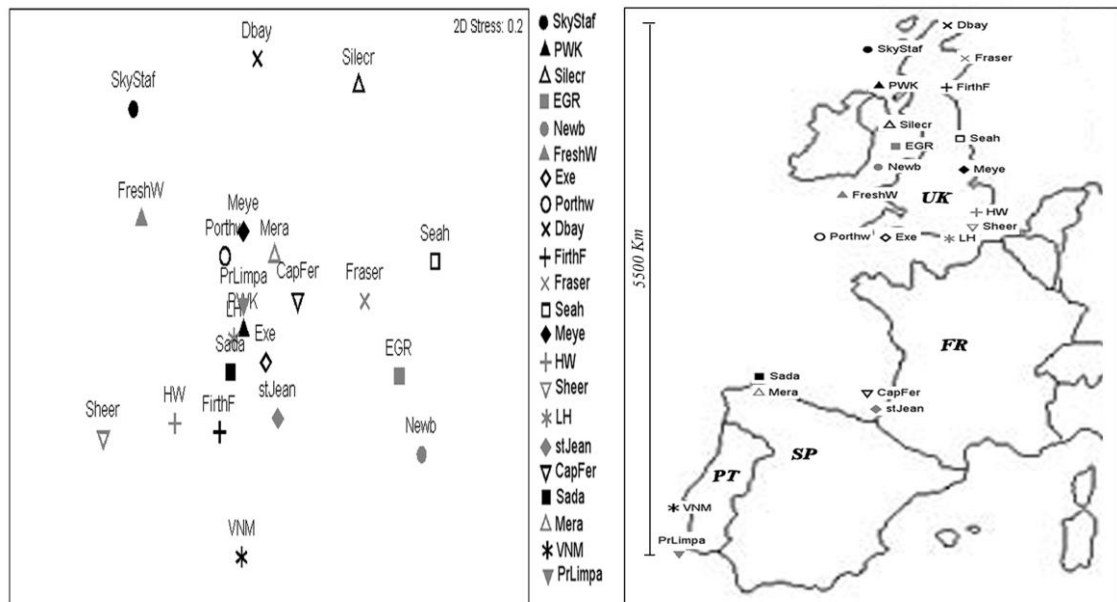 2D Stress: 0.2
Dbay
Silecr
SkyStaf
FreshW
Meye
Porthw
Mera
Seah
PrLimpa
CapFer
Fraser
PWK
LH
Exe
Sada
EGR
stJean
HW
Sheer
FirthF
Newb
VNM
SkyStaf
PWK
Silecr
EGR
Newb
FreshW
Exe
Porthw
Dbay
FirthF
Fraser
Seah
Meye
HW
Sheer
LH
stJean
CapFer
Sada
Mera
VNM
PrLimpa
5500 Km
Dbay
SkyStaf
Fraser
PWK
FirthF
Silecr
Seah
EGR
Newb
Meye
FreshW
UK
HW
Sheer
Porthw
Exe
LH
FR
Sada
Mera
CapFer
stJean
SP
PT
VNM
PrLimpa